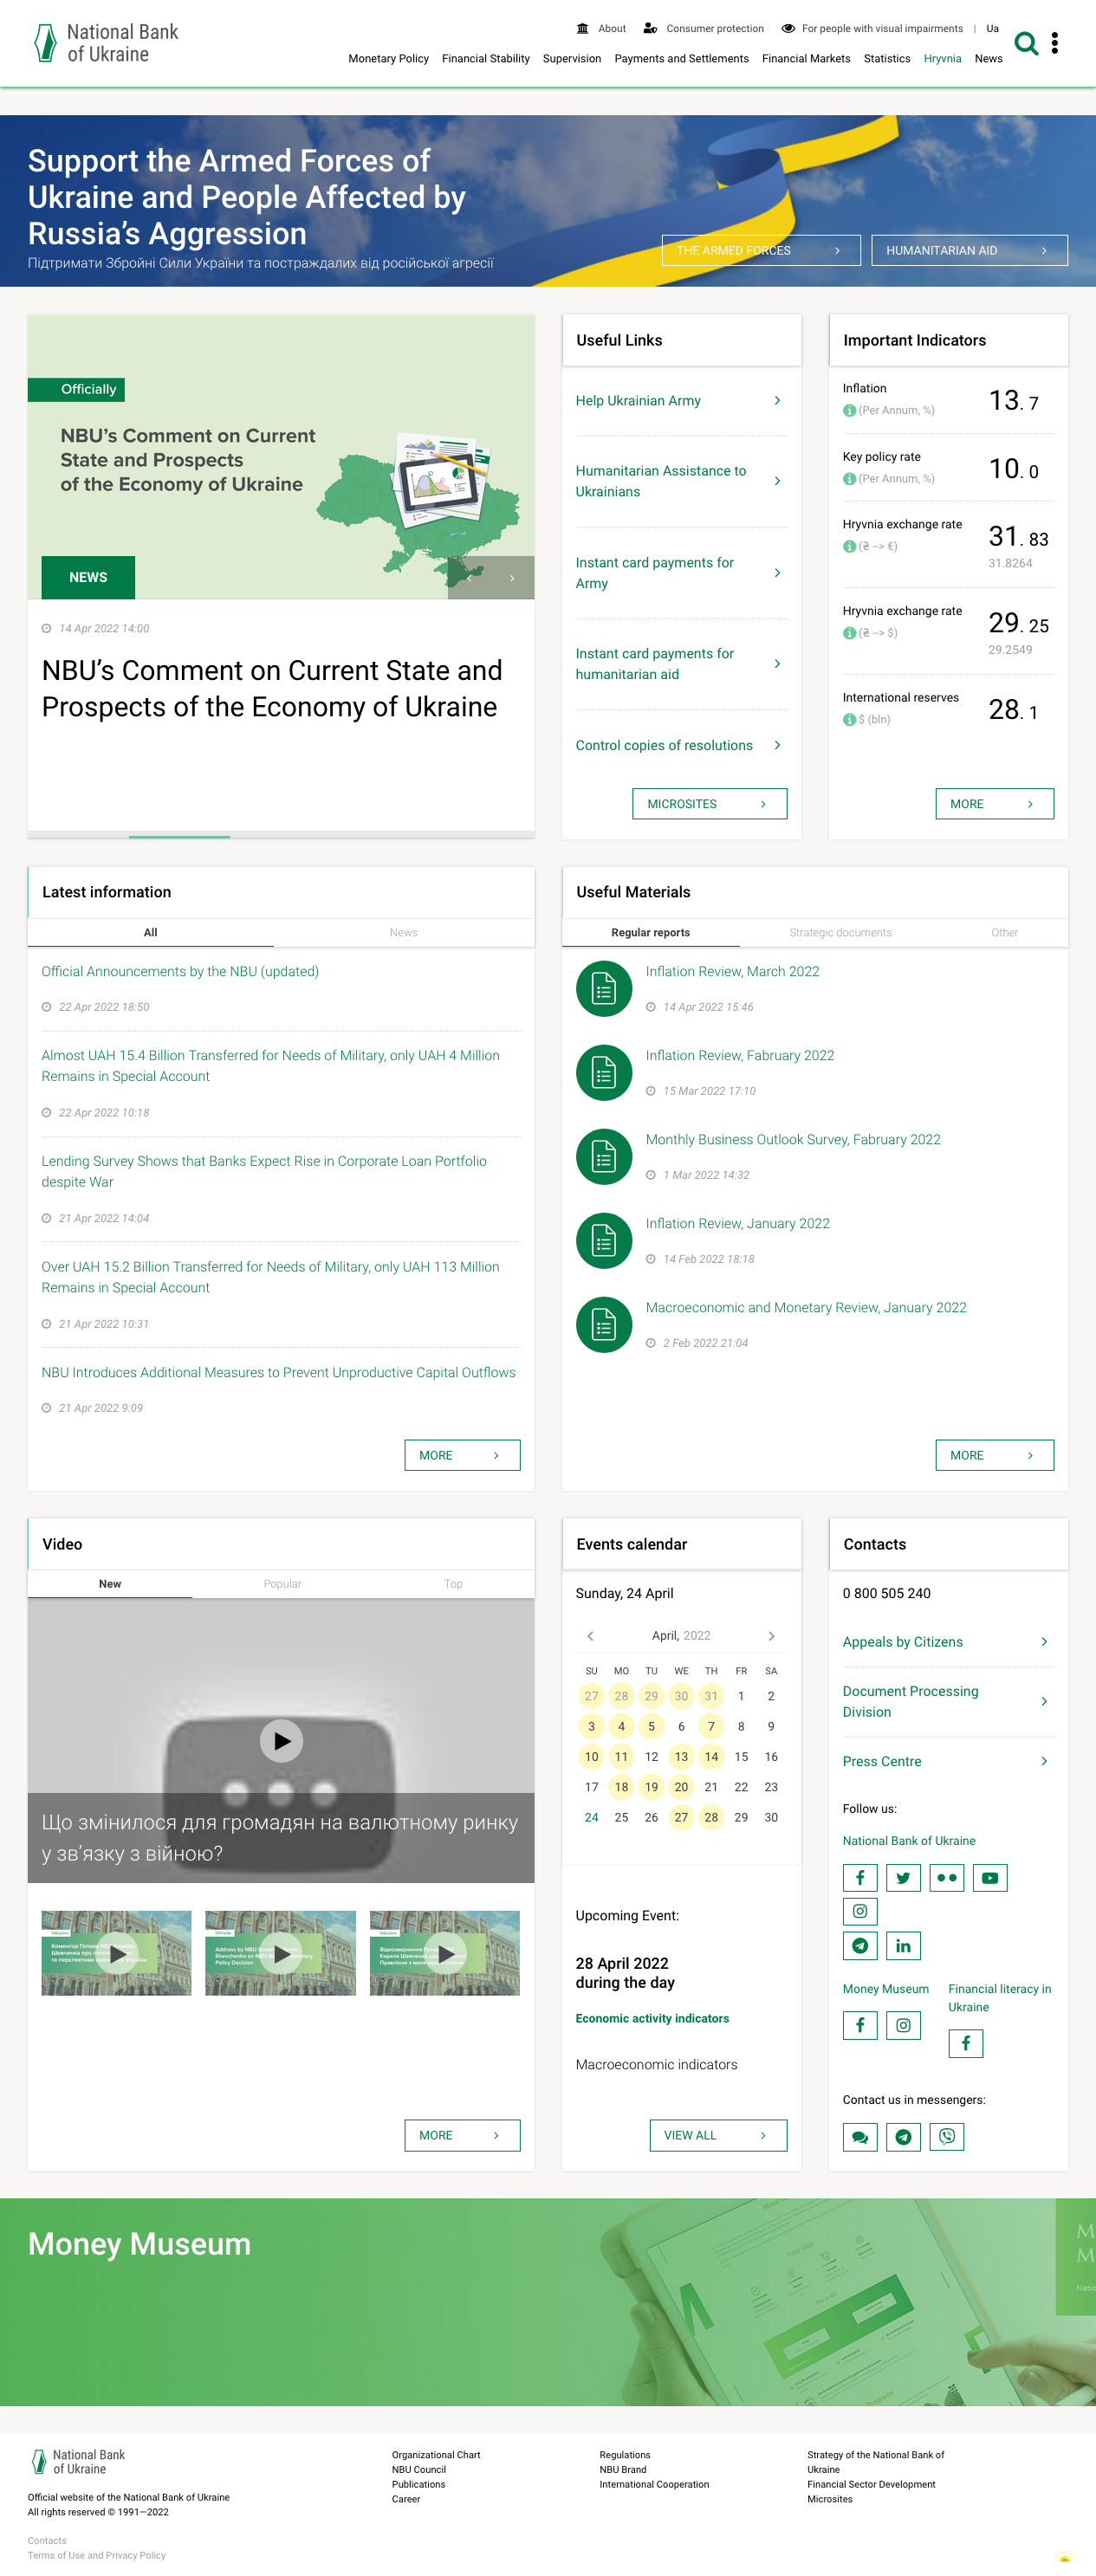 National Bank
of Ukraine
About
Consumer protection
For people with visual impairments
|
Ua
Monetary Policy
Financial Stability
Supervision
Payments and Settlements
Financial Markets
Statistics
Hryvnia
News
Support the Armed Forces of
Ukraine and People Affected by
Russia's Aggression
Підтримати Збройні Сили України та постраждалих від російської агресії
THE ARMED FORCES
HUMANITARIAN AID
Officially
NBU's Comment on Current
State and Prospects
of the Economy of Ukraine
NEWS
14 Apr 2022 14:00
NBU's Comment on Current State and
Prospects of the Economy of Ukraine
Useful Links
Help Ukrainian Army
Humanitarian Assistance to
Ukrainians
Instant card payments for
Army
Instant card payments for
humanitarian aid
Control copies of resolutions
MICROSITES
Important Indicators
Inflation
(Per Annum, %)
13. 7
Key policy rate
(Per Annum, %)
10. 0
Hryvnia exchange rate
(₴ --> €)
31. 83
31.8264
Hryvnia exchange rate
(₴ --> $)
29. 25
29.2549
International reserves
$ (bln)
28. 1
MORE
Latest information
All
News
Official Announcements by the NBU (updated)
22 Apr 2022 18:50
Almost UAH 15.4 Billion Transferred for Needs of Military, only UAH 4 Million
Remains in Special Account
22 Apr 2022 10:18
Lending Survey Shows that Banks Expect Rise in Corporate Loan Portfolio
despite War
21 Apr 2022 14:04
Over UAH 15.2 Billion Transferred for Needs of Military, only UAH 113 Million
Remains in Special Account
21 Apr 2022 10:31
NBU Introduces Additional Measures to Prevent Unproductive Capital Outflows
21 Apr 2022 9:09
MORE
Useful Materials
Regular reports
Strategic documents
Other
Inflation Review, March 2022
14 Apr 2022 15:46
Inflation Review, Fabruary 2022
15 Mar 2022 17:10
Monthly Business Outlook Survey, Fabruary 2022
1 Mar 2022 14:32
Inflation Review, January 2022
14 Feb 2022 18:18
Macroeconomic and Monetary Review, January 2022
2 Feb 2022 21:04
MORE
Video
New
Popular
Top
Що змінилося для громадян на валютному ринку
у зв'язку з війною?
MORE
Events calendar
Sunday, 24 April
April, 2022
SU MO TU WE TH FR SA
27 28 29 30 31 1 2
3 4 5 6 7 8 9
10 11 12 13 14 15 16
17 18 19 20 21 22 23
24 25 26 27 28 29 30
Upcoming Event:
28 April 2022
during the day
Economic activity indicators
Macroeconomic indicators
VIEW ALL
Contacts
0 800 505 240
Appeals by Citizens
Document Processing
Division
Press Centre
Follow us:
National Bank of Ukraine
Money Museum
Financial literacy in
Ukraine
Contact us in messengers:
Money Museum
National Bank
of Ukraine
Official website of the National Bank of Ukraine
All rights reserved © 1991—2022
Contacts
Terms of Use and Privacy Policy
Organizational Chart
NBU Council
Publications
Career
Regulations
NBU Brand
International Cooperation
Strategy of the National Bank of
Ukraine
Financial Sector Development
Microsites